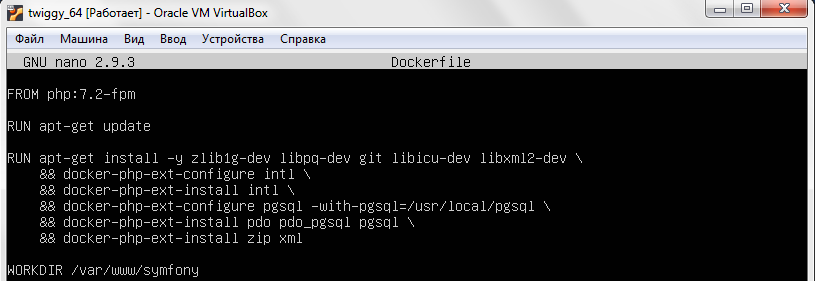 twiggy_64 [Работает] - Oracle VM VirtualBox
Файл Машина Вид Ввод Устройства Справка
GNU nano 2.9.3 Dockerfile
FROM php:7.2-fpm
RUN apt-get update
RUN apt-get install -y zlib1g-dev libpq-dev git libicu-dev libxml2-dev \
&& docker-php-ext-configure intl \
&& docker-php-ext-install intl \
&& docker-php-ext-configure pgsql -with-pgsql=/usr/local/pgsql \
&& docker-php-ext-install pdo pdo_pgsql pgsql \
&& docker-php-ext-install zip xml
WORKDIR /var/www/symfony